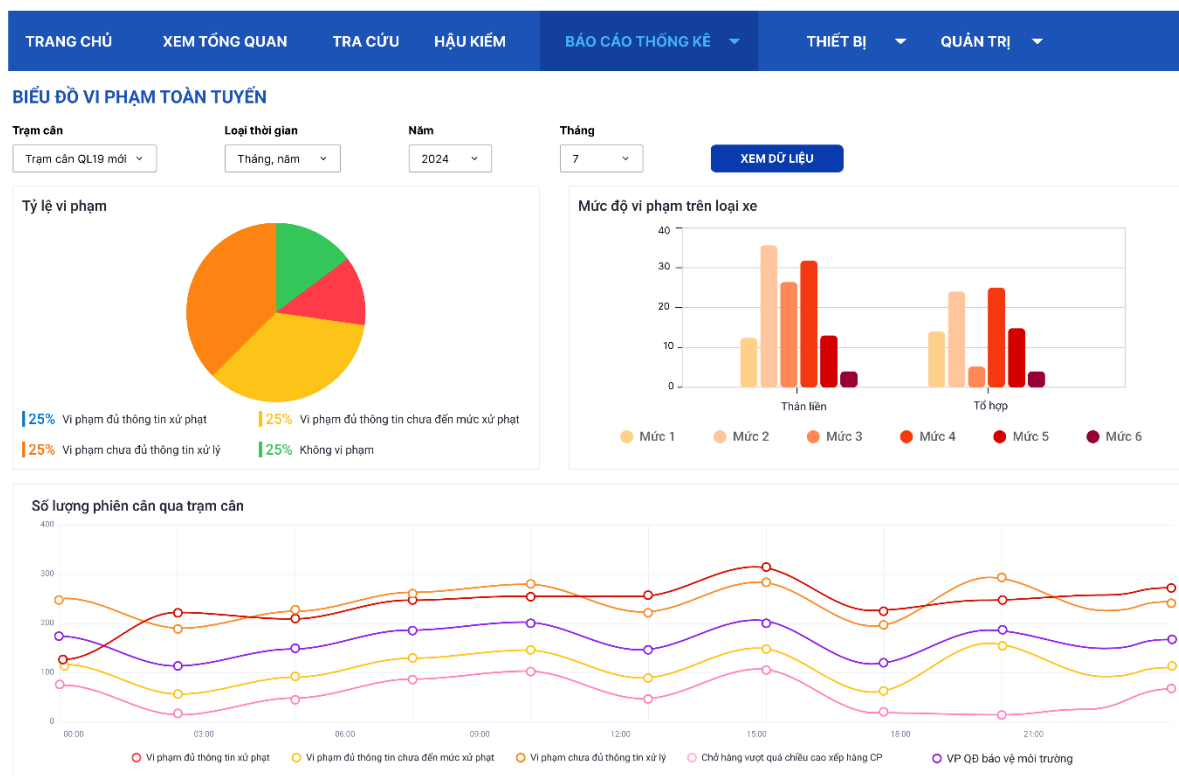 TRANG CHỦ XEM TỔNG QUAN TRA CỨU HẬU KIỂM BÁO CÁO THỐNG KÊ THIẾT BỊ QUẢN TRỊ
BIỂU ĐỒ VI PHẠM TOÀN TUYẾN
Trạm cân Loại thời gian Năm Tháng
Trạm cân QL19 mới Tháng, năm 2024 7 XEM DỮ LIỆU
Tỷ lệ vi phạm
25% Vi phạm đủ thông tin xử phạt 25% Vi phạm đủ thông tin chưa đến mức xử phạt
25% Vi phạm chưa đủ thông tin xử lý 25% Không vi phạm
Mức độ vi phạm trên loại xe
40
30
20
10
0
Thân liền Tổ hợp
Mức 1 Mức 2 Mức 3 Mức 4 Mức 5 Mức 6
Số lượng phiên cân qua trạm cân
400
300
200
100
0
00:00 03:00 06:00 09:00 12:00 15:00 18:00 21:00
Vi phạm đủ thông tin xử phạt Vi phạm đủ thông tin chưa đến mức xử phạt Vi phạm chưa đủ thông tin xử lý Chở hàng vượt quá chiều cao xếp hàng CP VP QĐ bảo vệ môi trường